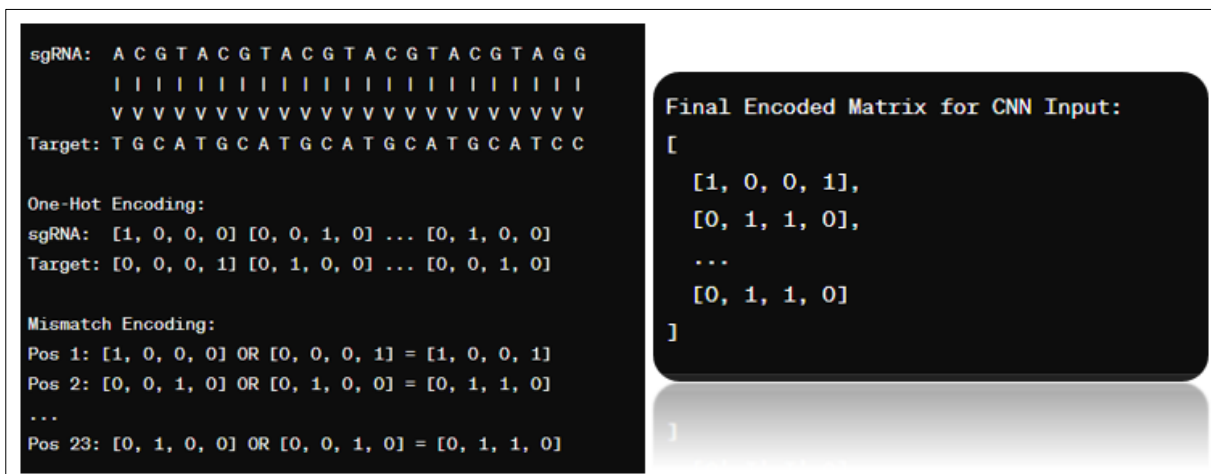 sgRNA: A C G T A C G T A C G T A C G T A C G T A G G
| | | | | | | | | | | | | | | | | | | | | | |
V V V V V V V V V V V V V V V V V V V V V V V
Target: T G C A T G C A T G C A T G C A T G C A T C C
One-Hot Encoding:
sgRNA: [1, 0, 0, 0] [0, 0, 1, 0] ... [0, 1, 0, 0]
Target: [0, 0, 0, 1] [0, 1, 0, 0] ... [0, 0, 1, 0]
Mismatch Encoding:
Pos 1: [1, 0, 0, 0] OR [0, 0, 0, 1] = [1, 0, 0, 1]
Pos 2: [0, 0, 1, 0] OR [0, 1, 0, 0] = [0, 1, 1, 0]
...
Pos 23: [0, 1, 0, 0] OR [0, 0, 1, 0] = [0, 1, 1, 0]
Final Encoded Matrix for CNN Input:
[
[1, 0, 0, 1],
[0, 1, 1, 0],
...
[0, 1, 1, 0]
]